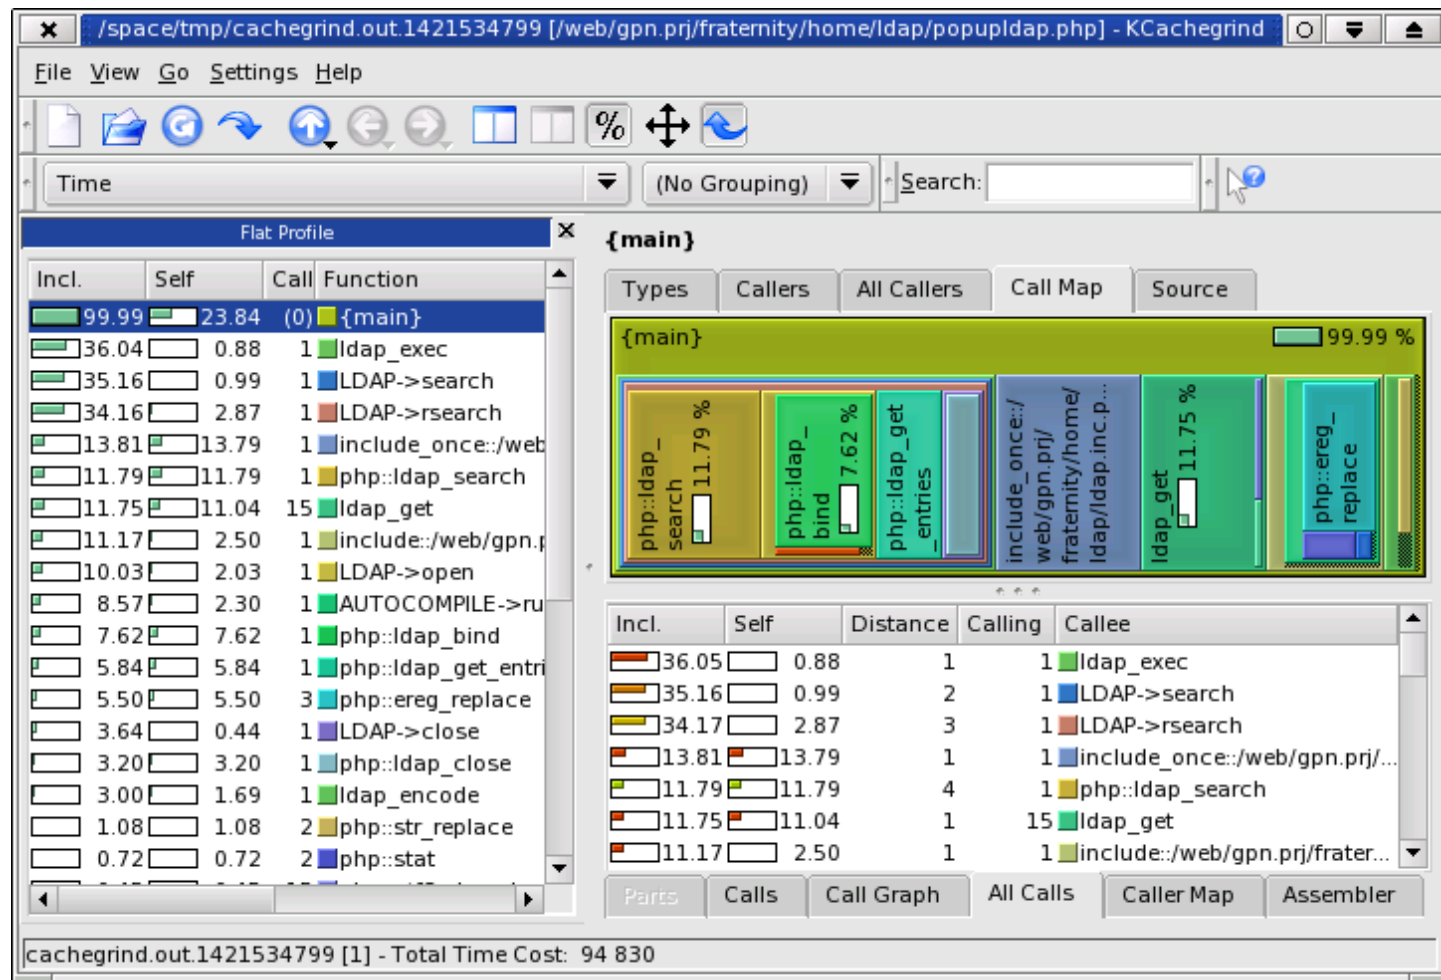 /space/tmp/cachegrind.out.1421534799 [/web/gpn.prj/fraternity/home/ldap/popupldap.php] - KCachegrind
File View Go Settings Help
%
Time
(No Grouping)
Search:
Flat Profile
Incl. Self Call Function
99.99 23.84 (0) {main}
36.04 0.88 1 ldap_exec
35.16 0.99 1 LDAP->search
34.16 2.87 1 LDAP->rsearch
13.81 13.79 1 include_once::/web
11.79 11.79 1 php::ldap_search
11.75 11.04 15 ldap_get
11.17 2.50 1 include::/web/gpn.p
10.03 2.03 1 LDAP->open
8.57 2.30 1 AUTOCOMPILE->ru
7.62 7.62 1 php::ldap_bind
5.84 5.84 1 php::ldap_get_entri
5.50 5.50 3 php::ereg_replace
3.64 0.44 1 LDAP->close
3.20 3.20 1 php::ldap_close
3.00 1.69 1 ldap_encode
1.08 1.08 2 php::str_replace
0.72 0.72 2 php::stat
{main}
Types Callers All Callers Call Map Source
{main} 99.99 %
php::ldap_
search
11.79 %
php::ldap_
bind
7.62 %
php::ldap_get
_entries
include_once::/
web/gpn.prj/
fraternity/home/
ldap/ldap.inc.p...
ldap_get
11.75 %
php::ereg_
replace
Incl. Self Distance Calling Callee
36.05 0.88 1 1 ldap_exec
35.16 0.99 2 1 LDAP->search
34.17 2.87 3 1 LDAP->rsearch
13.81 13.79 1 1 include_once::/web/gpn.prj/...
11.79 11.79 4 1 php::ldap_search
11.75 11.04 1 15 ldap_get
11.17 2.50 1 1 include::/web/gpn.prj/frater...
Parts Calls Call Graph All Calls Caller Map Assembler
cachegrind.out.1421534799 [1] - Total Time Cost: 94 830